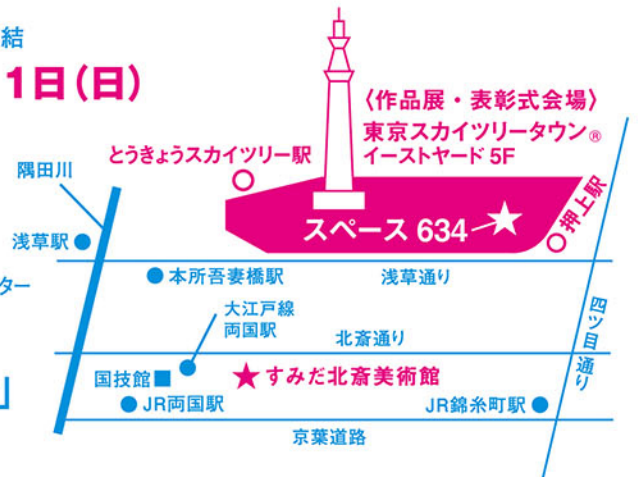 結
1日(日)
〈作品展・表彰式会場〉
東京スカイツリータウン®
イーストヤード 5F
とうきょうスカイツリー駅
隅田川
押上駅
スペース 634
浅草駅
本所吾妻橋駅
浅草通り
ター
大江戸線
両国駅
四ツ目通り
北斎通り
国技館
すみだ北斎美術館
JR両国駅
JR錦糸町駅
京葉道路